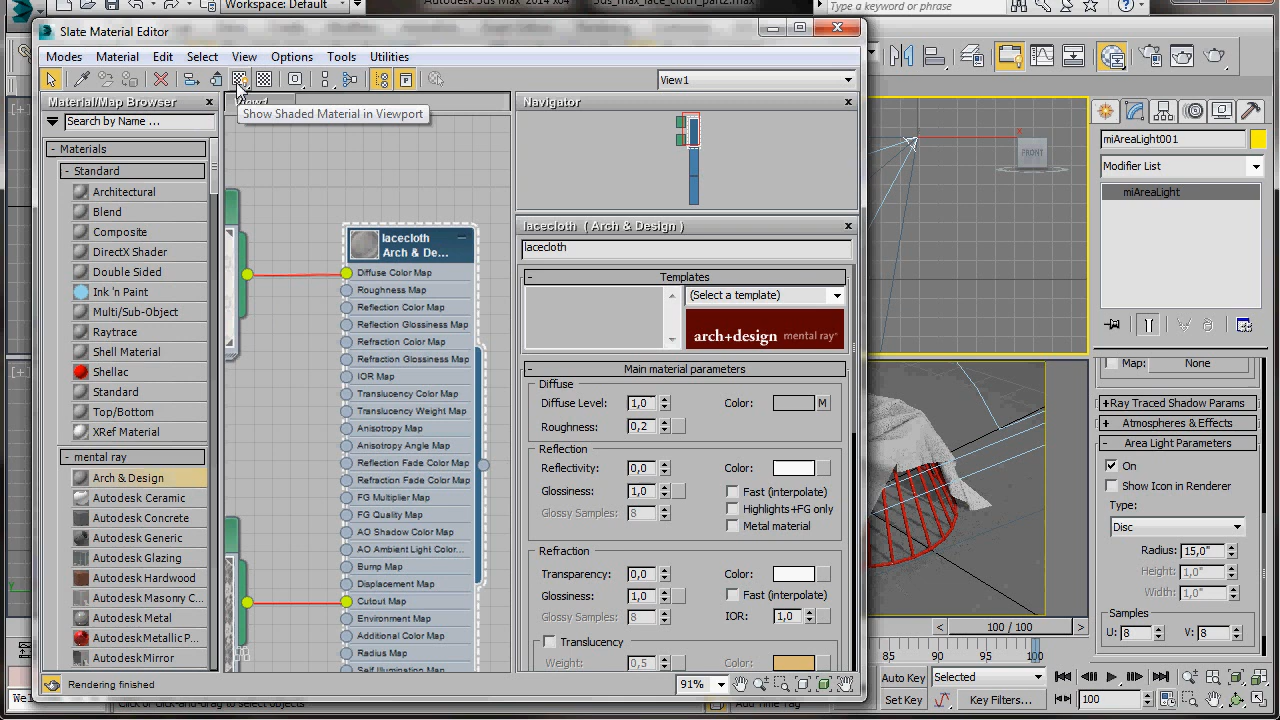 Workspace: Default
Autodesk 3ds Max 2014 x64
3ds_max_lace_cloth_part2.max
Type a keyword or phrase
Slate Material Editor
Modes Material Edit Select View Options Tools Utilities
View1
Show Shaded Material in Viewport
Material/Map Browser
Search by Name ...
- Materials
- Standard
Architectural
Blend
Composite
DirectX Shader
Double Sided
Ink 'n Paint
Multi/Sub-Object
Raytrace
Shell Material
Shellac
Standard
Top/Bottom
XRef Material
- mental ray
Arch & Design
Autodesk Ceramic
Autodesk Concrete
Autodesk Generic
Autodesk Glazing
Autodesk Hardwood
Autodesk Masonry C...
Autodesk Metal
Autodesk Metallic P...
Autodesk Mirror
lacecloth
Arch & De...
Diffuse Color Map
Roughness Map
Reflection Color Map
Reflection Glossiness Map
Refraction Color Map
Refraction Glossiness Map
IOR Map
Translucency Color Map
Translucency Weight Map
Anisotropy Map
Anisotropy Angle Map
Reflection Fade Color Map
Refraction Fade Color Map
FG Multiplier Map
FG Quality Map
AO Shadow Color Map
AO Ambient Light Color...
Bump Map
Displacement Map
Cutout Map
Environment Map
Additional Color Map
Radius Map
Self Illumination Map
Navigator
lacecloth ( Arch & Design )
lacecloth
- Templates
(Select a template)
arch+design mental ray
- Main material parameters
Diffuse
Diffuse Level: 1,0 Color: M
Roughness: 0,2
Reflection
Reflectivity: 0,0 Color:
Glossiness: 1,0 Fast (interpolate)
Glossy Samples: 8 Highlights+FG only
Metal material
Refraction
Transparency: 0,0 Color:
Glossiness: 1,0 Fast (interpolate)
Glossy Samples: 8 IOR: 1,0
Translucency
Weight: 0,5 Color:
Rendering finished
91%
FRONT
x
miAreaLight001
Modifier List
miAreaLight
Map: None
+ Ray Traced Shadow Params
+ Atmospheres & Effects
- Area Light Parameters
On
Show Icon in Renderer
Type:
Disc
Radius: 15,0"
Height: 1,0"
Width: 1,0"
Samples
U: 8 V: 8
< 100 / 100 >
85 90 95 100
Auto Key Selected
Set Key Key Filters... 100
Click or click-and-drag to select objects
Add Time Tag